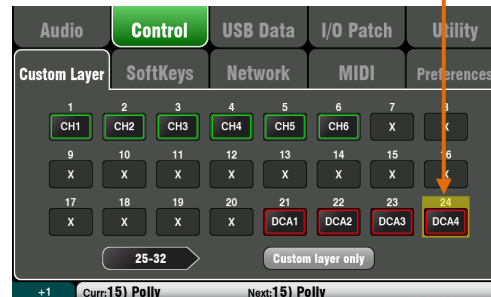 Audio Control USB Data I/O Patch Utility
Custom Layer SoftKeys Network MIDI Preferences
1 2 3 4 5 6 7 8
CH1 CH2 CH3 CH4 CH5 CH6 X X
9 10 11 12 13 14 15 16
X X X X X X X X
17 18 19 20 21 22 23 24
X X X X DCA1 DCA2 DCA3 DCA4
25-32 Custom layer only
+1 Curr:15) Polly Next:15) Polly